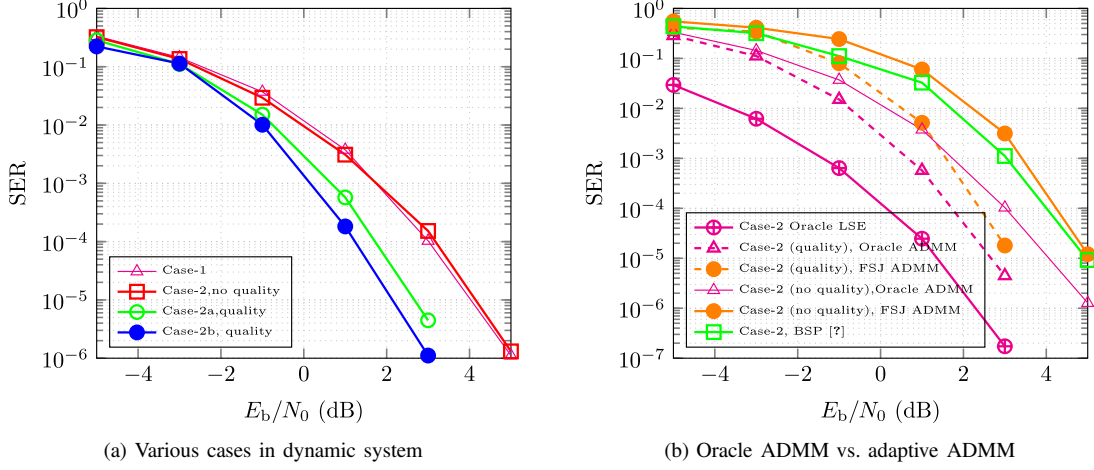 10^0
10^-1
10^-2
10^-3
10^-4
10^-5
10^-6
SER
−4 −2 0 2 4
E_b/N_0 (dB)
Case-1
Case-2,no quality
Case-2a,quality
Case-2b, quality
(a) Various cases in dynamic system
10^0
10^-1
10^-2
10^-3
10^-4
10^-5
10^-6
10^-7
SER
−4 −2 0 2 4
E_b/N_0 (dB)
Case-2 Oracle LSE
Case-2 (quality), Oracle ADMM
Case-2 (quality), FSJ ADMM
Case-2 (no quality),Oracle ADMM
Case-2 (no quality), FSJ ADMM
Case-2, BSP [?]
(b) Oracle ADMM vs. adaptive ADMM